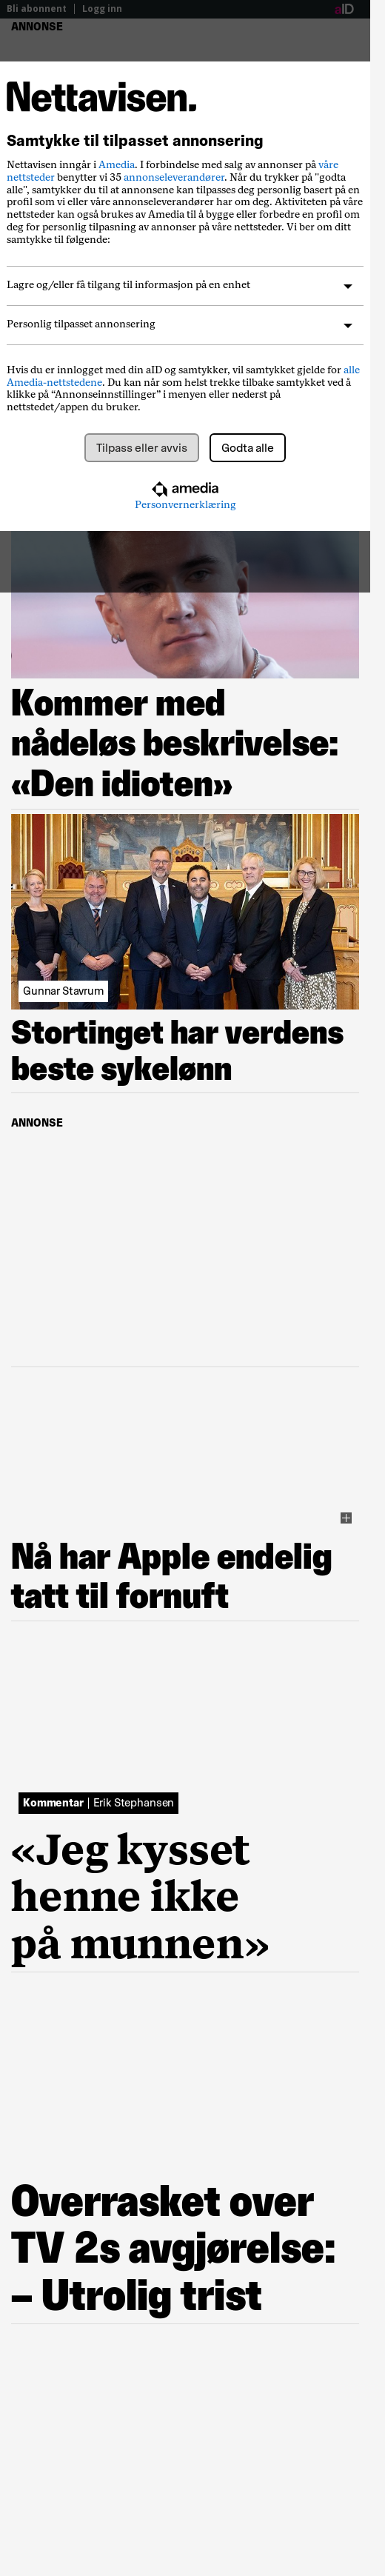 Bli abonnent | Logg inn aID
ANNONSE
Nettavisen.
Samtykke til tilpasset annonsering
Nettavisen inngår i Amedia. I forbindelse med salg av annonser på våre
nettsteder benytter vi 35 annonseleverandører. Når du trykker på "godta
alle", samtykker du til at annonsene kan tilpasses deg personlig basert på en
profil som vi eller våre annonseleverandører har om deg. Aktiviteten på våre
nettsteder kan også brukes av Amedia til å bygge eller forbedre en profil om
deg for personlig tilpasning av annonser på våre nettsteder. Vi ber om ditt
samtykke til følgende:
Lagre og/eller få tilgang til informasjon på en enhet
Personlig tilpasset annonsering
Hvis du er innlogget med din aID og samtykker, vil samtykket gjelde for alle
Amedia-nettstedene. Du kan når som helst trekke tilbake samtykket ved å
klikke på “Annonseinnstillinger” i menyen eller nederst på
nettstedet/appen du bruker.
Tilpass eller avvis Godta alle
amedia
Personvernerklæring
Kommer med
nådeløs beskrivelse:
«Den idioten»
Gunnar Stavrum
Stortinget har verdens
beste sykelønn
ANNONSE
Nå har Apple endelig
tatt til fornuft
Kommentar | Erik Stephansen
«Jeg kysset
henne ikke
på munnen»
Overrasket over
TV 2s avgjørelse:
– Utrolig trist